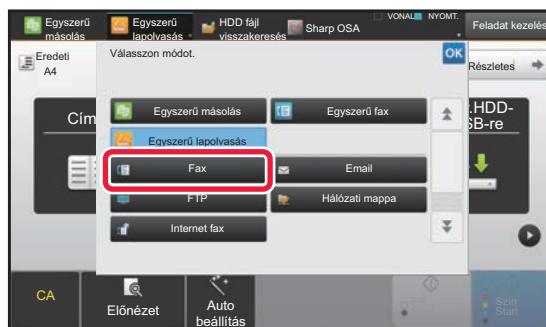 Egyszerű
másolás
Egyszerű
lapolvasás
HDD fájl
visszakeresés
Sharp OSA
VONAL
NYOMT.
Feladat kezelés
Eredeti
A4
Válasszon módot.
OK
Részletes
Cím
HDD-
SB-re
Egyszerű másolás
Egyszerű fax
Egyszerű lapolvasás
Fax
Email
FTP
Hálózati mappa
Internet fax
CA
Előnézet
Auto
beállítás
Szín
Start